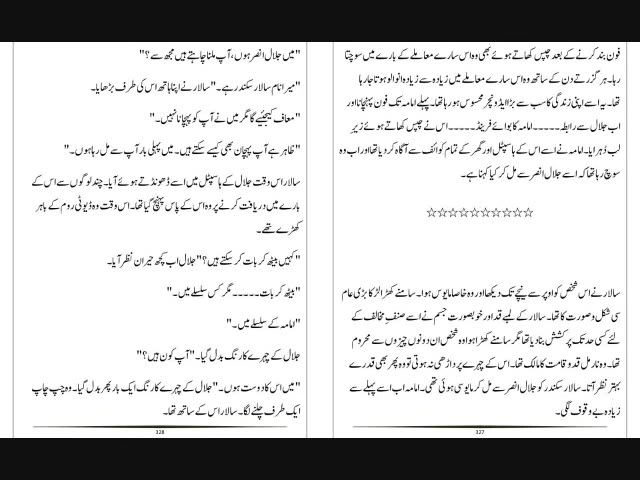 فون بند کرنے کے بعد چپس کھاتے ہوئے بھی وہ اس سارے معاملے کے بارے میں سوچتا
رہا۔ ہر گزرتے دن کے ساتھ وہ اس سارے معاملے میں زیادہ سے زیادہ انوالو ہوتا جا رہا
تھا۔ یہ اسے اپنی زندگی کا سب سے بڑا ایڈونچر محسوس ہو رہا تھا۔ پہلے امامہ تک فون پہنچانا اور
اب جلال سے رابطہ۔۔۔۔۔ امامہ کا بوائے فرینڈ۔۔۔۔۔ اس نے چپس کھاتے ہوئے زیرِ
لب دُہرایا۔ امامہ نے اسے اس کے ہاسپٹل اور گھر کے تمام کوائف سے آگاہ کر دیا تھا اور اب وہ
سوچ رہا تھا کہ اسے جلال انصر سے مل کر کیا کہنا ہے۔
☆☆☆☆☆☆☆☆☆☆
سالار نے اس شخص کو اوپر سے نیچے تک دیکھا اور وہ خاصا مایوس ہوا۔ سامنے کھڑا لڑکا بڑی عام
سی شکل و صورت کا تھا۔ سالار کے لمبے قد اور خوبصورت جسم نے اسے صنفِ مخالف کے
لئے کسی حد تک پرکشش بنا دیا تھا مگر سامنے کھڑا ہوا وہ شخص ان دونوں چیزوں سے محروم
تھا۔ وہ نارمل قد و قامت کا مالک تھا۔ اس کے چہرے پر داڑھی نہ ہوتی تو وہ پھر بھی قدرے
بہتر نظر آتا۔ سالار سکندر کو جلال انصر سے مل کر مایوسی ہوئی تھی۔ امامہ اب اسے پہلے سے
زیادہ بے وقوف لگی۔
327
"میں جلال انصر ہوں، آپ ملنا چاہتے ہیں مجھ سے؟"
"میرا نام سالار سکندر ہے۔" سالار نے اپنا ہاتھ اس کی طرف بڑھایا۔
"معاف کیجئیے گا مگر میں نے آپ کو پہچانا نہیں۔"
"ظاہر ہے آپ پہچان بھی کیسے سکتے ہیں۔ میں پہلی بار آپ سے مل رہا ہوں۔"
سالار اس وقت جلال کے ہاسپٹل میں اسے ڈھونڈتے ہوئے آیا۔ چند لوگوں سے اس کے
بارے میں دریافت کرنے پر وہ اس کے پاس پہنچ گیا تھا۔ اس وقت وہ ڈیوٹی روم کے باہر
کھڑے تھے۔
"کہیں بیٹھ کر بات کر سکتے ہیں؟" جلال اب کچھ حیران نظر آیا۔
"بیٹھ کر بات۔۔۔۔۔ مگر کس سلسلے میں۔"
"امامہ کے سلسلے میں۔"
جلال کے چہرے کا رنگ بدل گیا۔ "آپ کون ہیں؟"
"میں اس کا دوست ہوں۔" جلال کے چہرے کا رنگ ایک بار پھر بدل گیا۔ وہ چپ چاپ
ایک طرف چلنے لگا۔ سالار اس کے ساتھ تھا۔
328